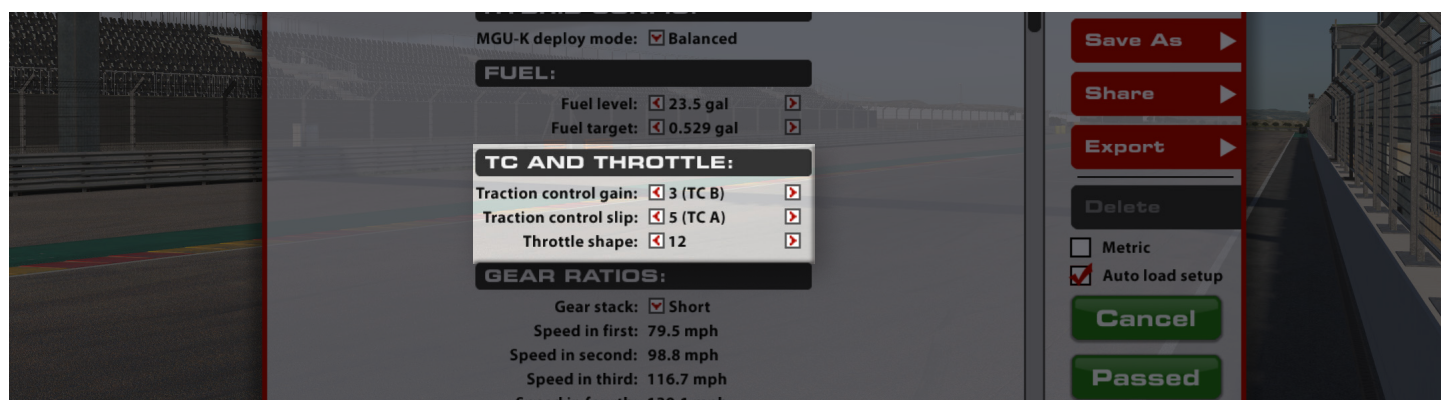 MGU-K deploy mode: Balanced
FUEL:
Fuel level: 23.5 gal
Fuel target: 0.529 gal
TC AND THROTTLE:
Traction control gain: 3 (TC B)
Traction control slip: 5 (TC A)
Throttle shape: 12
GEAR RATIOS:
Gear stack: Short
Speed in first: 79.5 mph
Speed in second: 98.8 mph
Speed in third: 116.7 mph
Save As
Share
Export
Delete
Metric
Auto load setup
Cancel
Passed